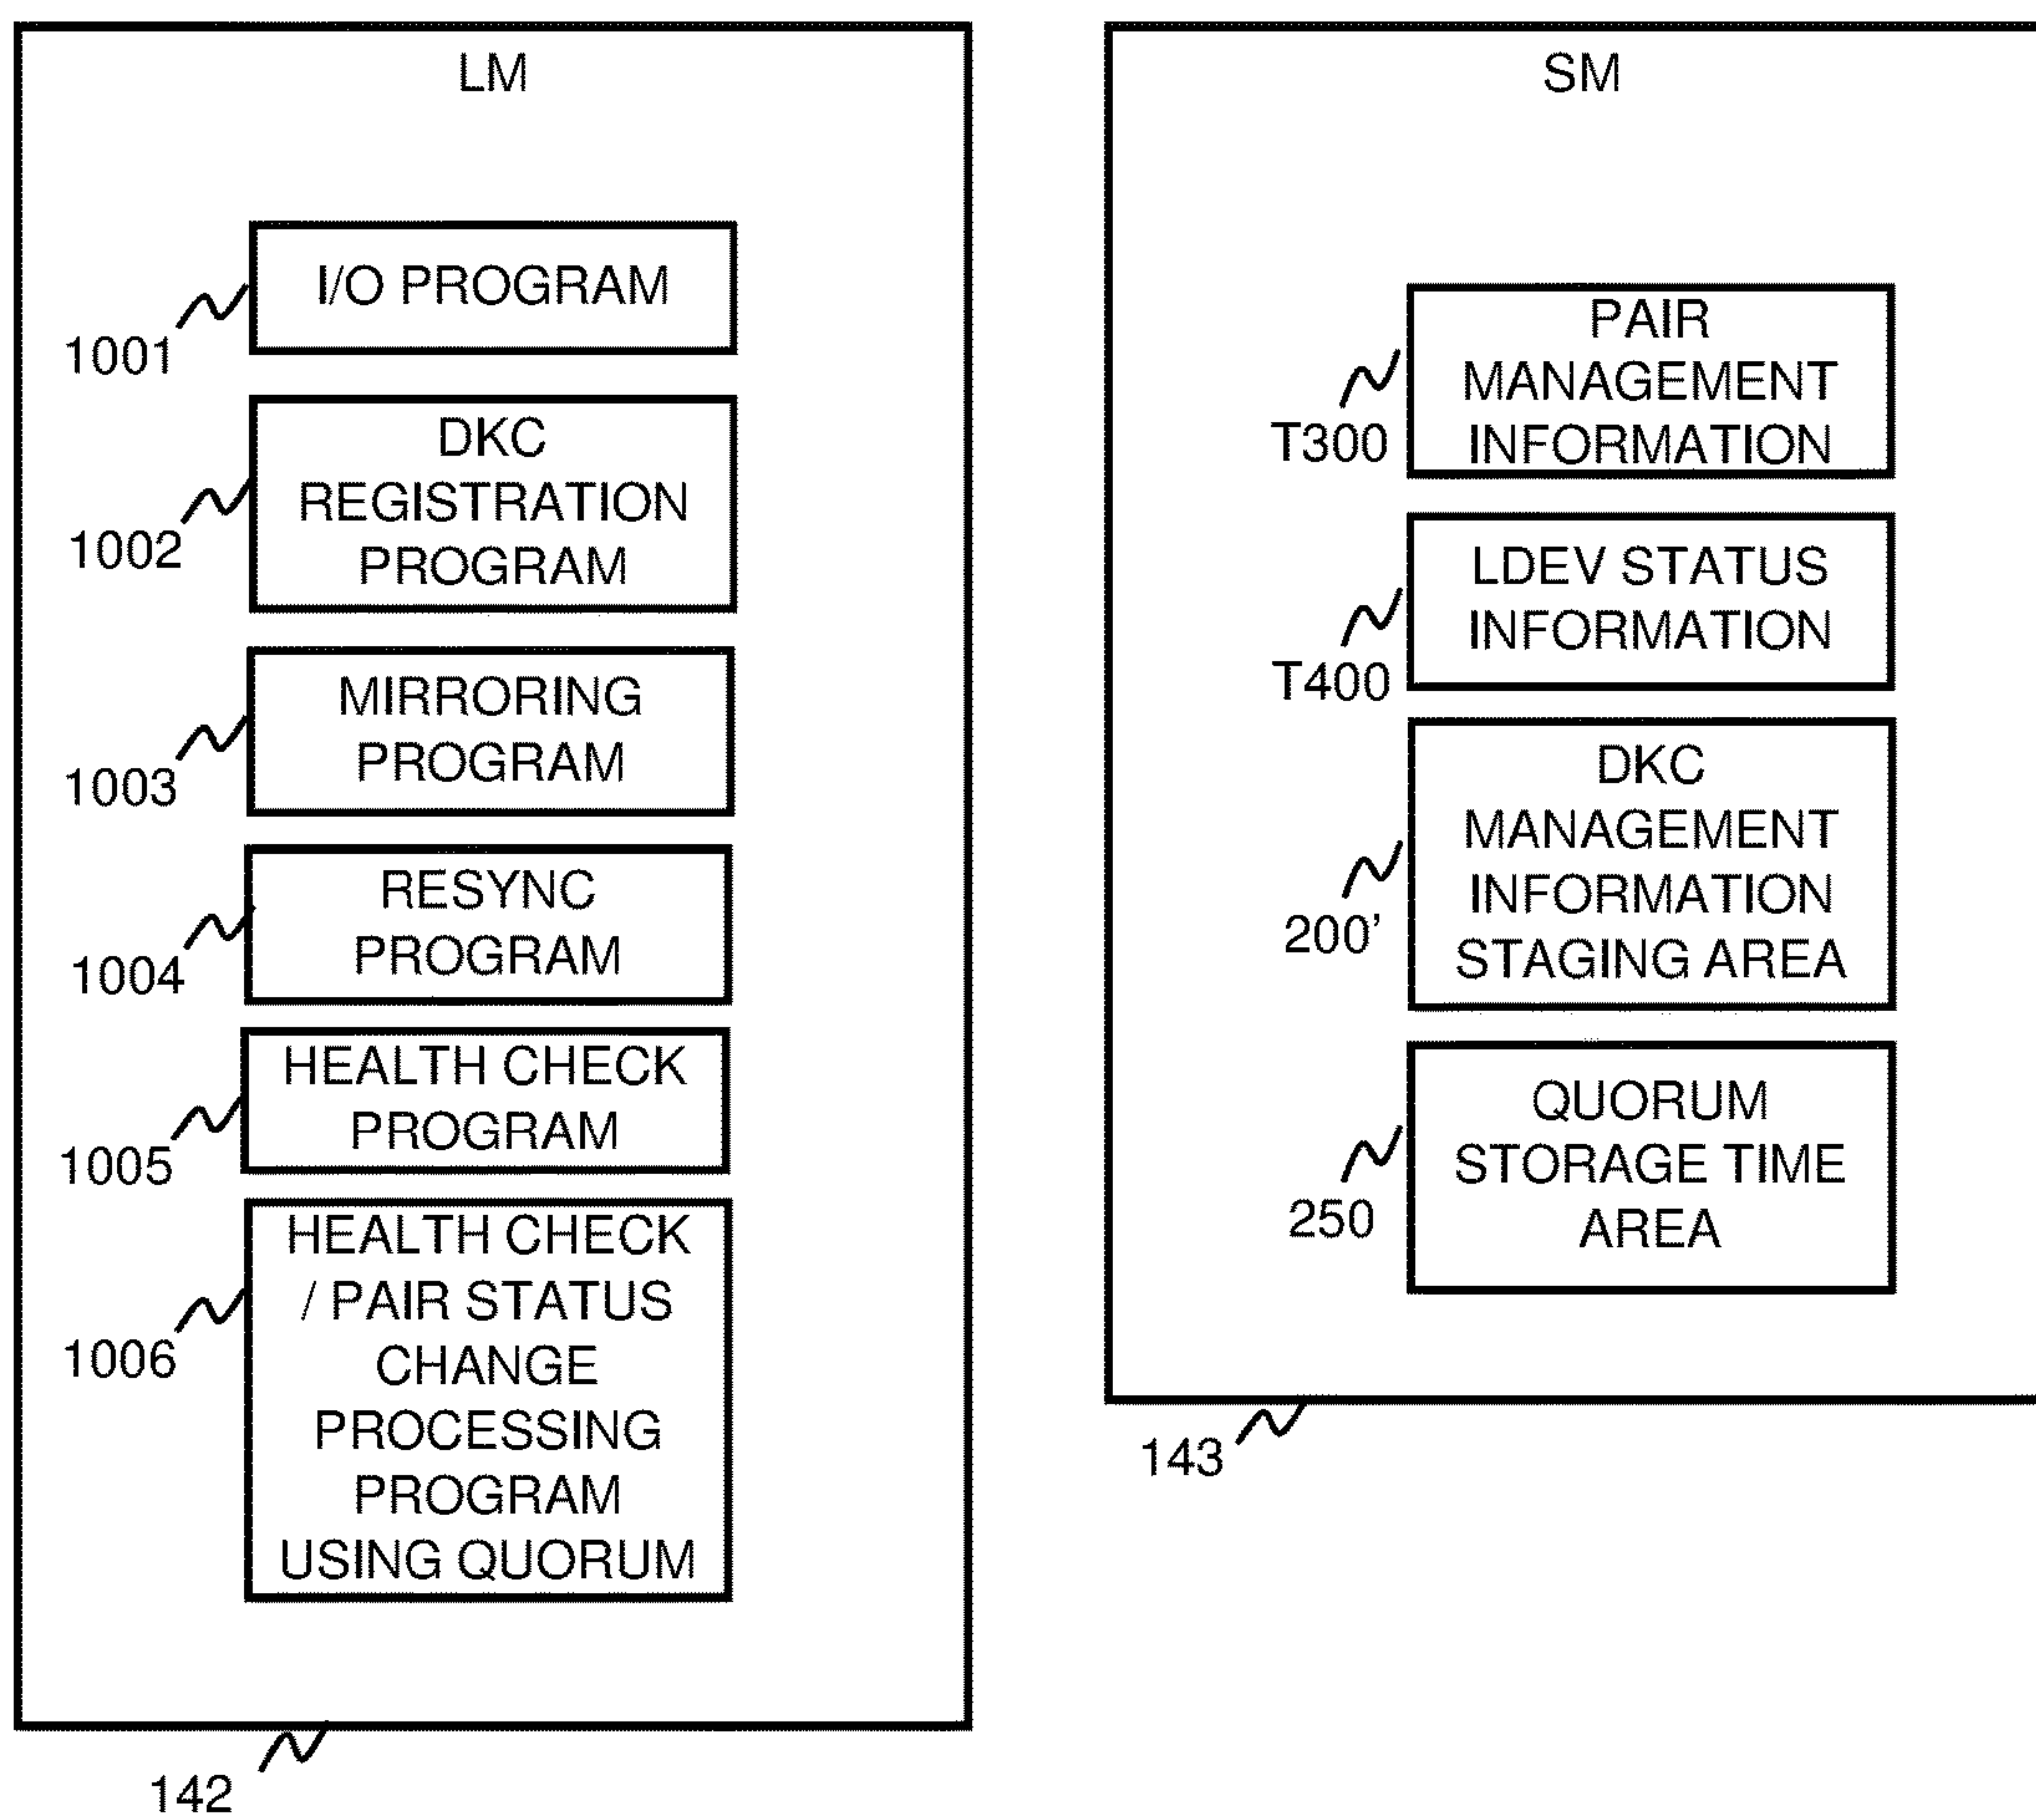 LM
I/O PROGRAM
1001
DKC
REGISTRATION
PROGRAM
1002
MIRRORING
PROGRAM
1003
RESYNC
PROGRAM
1004
HEALTH CHECK
PROGRAM
1005
HEALTH CHECK
/ PAIR STATUS
CHANGE
PROCESSING
PROGRAM
USING QUORUM
1006
142
SM
PAIR
MANAGEMENT
INFORMATION
T300
LDEV STATUS
INFORMATION
T400
DKC
MANAGEMENT
INFORMATION
STAGING AREA
200'
QUORUM
STORAGE TIME
AREA
250
143